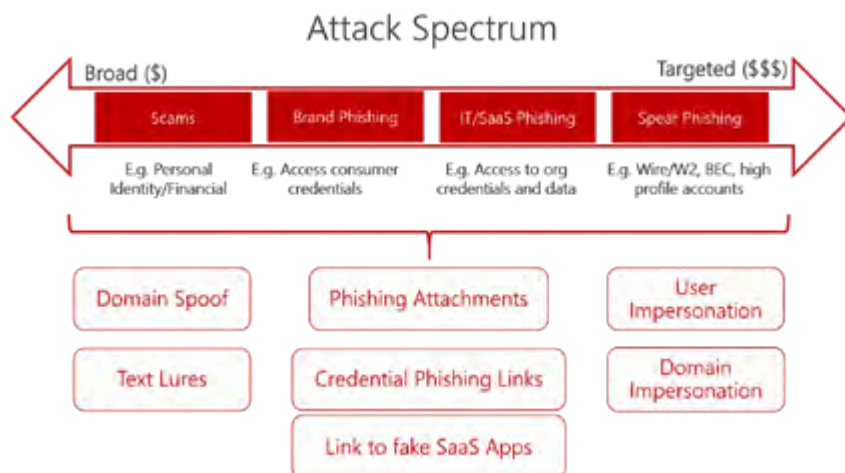 Attack Spectrum
Broad ($)
Targeted ($$$)
Scams
Brand Phishing
IT/SaaS Phishing
Spear Phishing
E.g. Personal
Identity/Financial
E.g. Access consumer
credentials
E.g. Access to org
credentials and data
E.g. Wire/W2, BEC, high
profile accounts
Domain Spoof
Phishing Attachments
User
Impersonation
Text Lures
Credential Phishing Links
Domain
Impersonation
Link to fake SaaS Apps